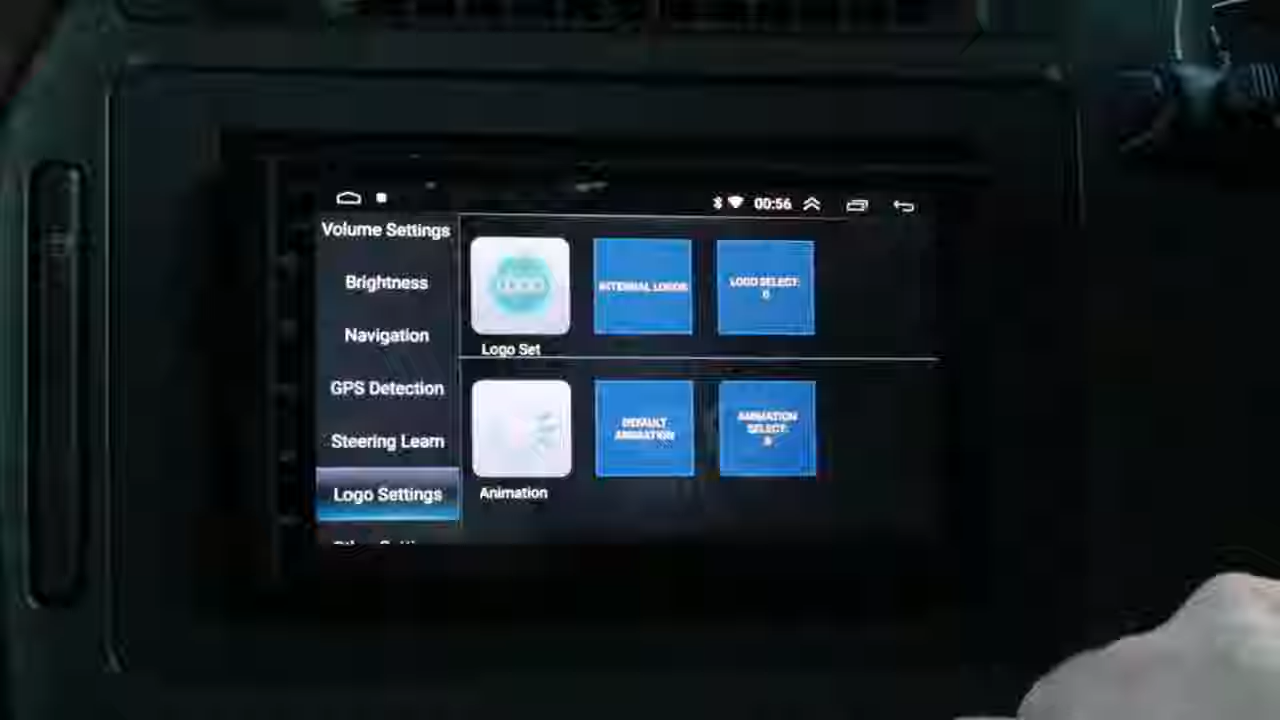 00:56
Volume Settings
Brightness
Navigation
GPS Detection
Steering Learn
Logo Settings
INTERNAL LOGOS
LOGO SELECT:
0
Logo Set
DEFAULT
ANIMATION
ANIMATION
SELECT:
Animation